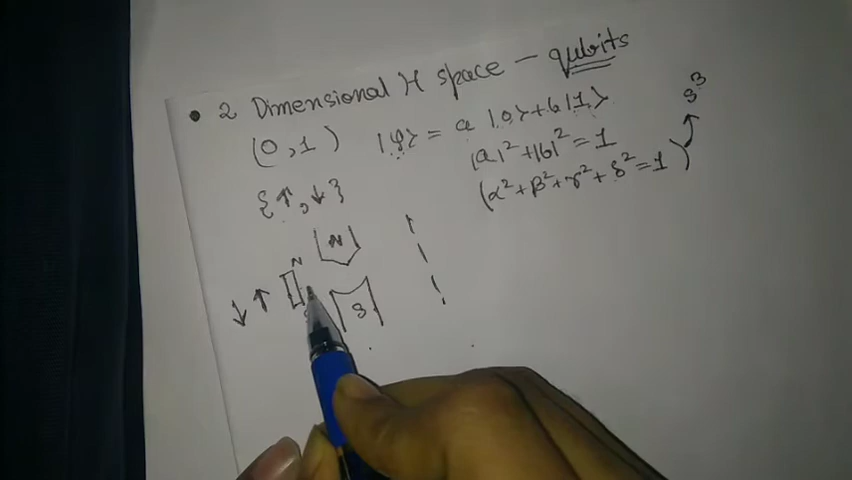 • 2 Dimensional H space - qubits
(0,1) |φ> = a |0> + b |1>
|a|² + |b|² = 1
(α² + β² + γ² + δ² = 1) S³
{↑,↓}
N
N
S